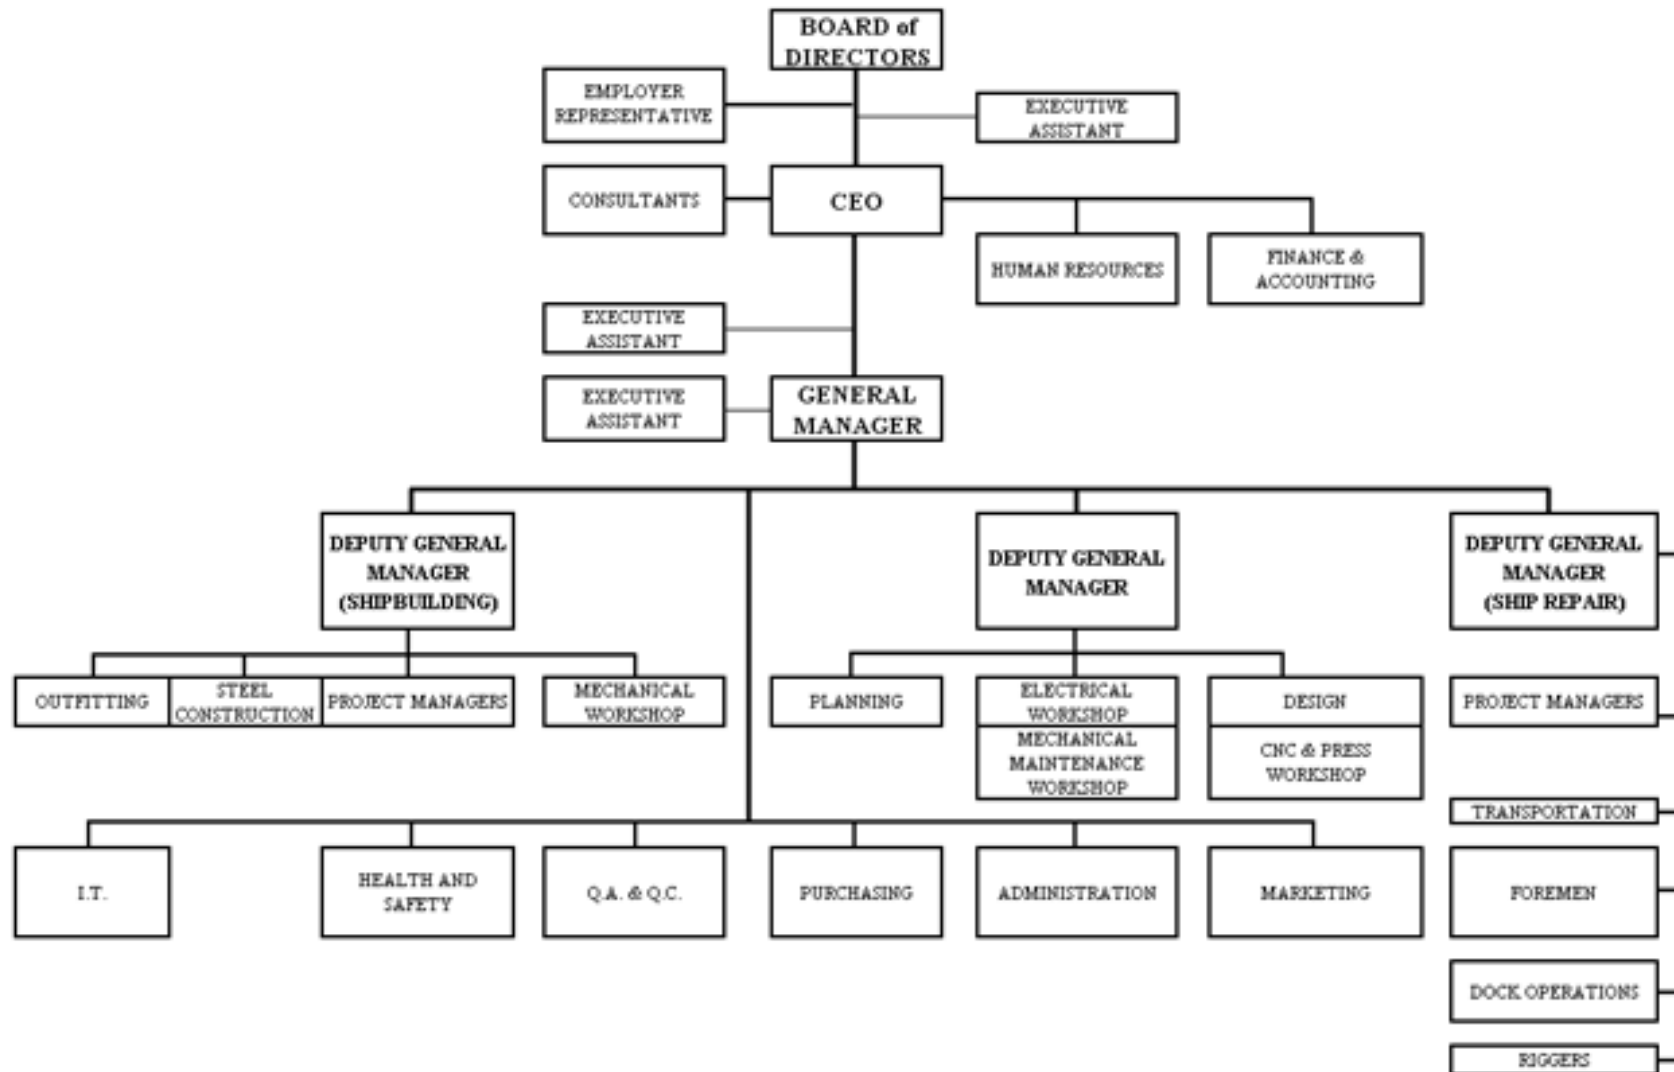 BOARD of
DIRECTORS
EMPLOYER
REPRESENTATIVE
EXECUTIVE
ASSISTANT
CONSULTANTS
CEO
HUMAN RESOURCES
FINANCE &
ACCOUNTING
EXECUTIVE
ASSISTANT
EXECUTIVE
ASSISTANT
GENERAL
MANAGER
DEPUTY GENERAL
MANAGER
(SHIPBUILDING)
DEPUTY GENERAL
MANAGER
DEPUTY GENERAL
MANAGER
(SHIP REPAIR)
OUTFITTING
STEEL
CONSTRUCTION
PROJECT MANAGERS
MECHANICAL
WORKSHOP
PLANNING
ELECTRICAL
WORKSHOP
DESIGN
PROJECT MANAGERS
MECHANICAL
MAINTENANCE
WORKSHOP
CNC & PRESS
WORKSHOP
TRANSPORTATION
I.T.
HEALTH AND
SAFETY
Q.A. & Q.C.
PURCHASING
ADMINISTRATION
MARKETING
FOREMEN
DOCK OPERATIONS
RIGGERS